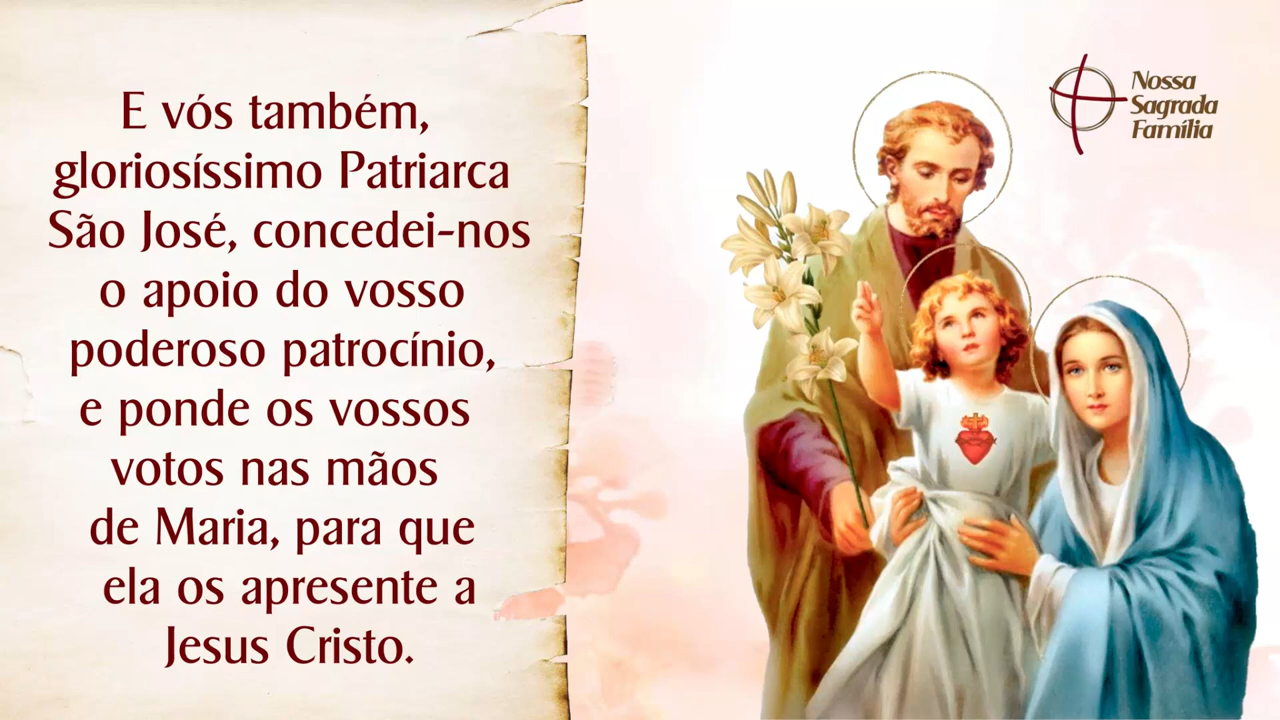 E vós também,
gloriosíssimo Patriarca
São José, concedei-nos
o apoio do vosso
poderoso patrocínio,
e ponde os vossos
votos nas mãos
de Maria, para que
ela os apresente a
Jesus Cristo.
Nossa
Sagrada
Família